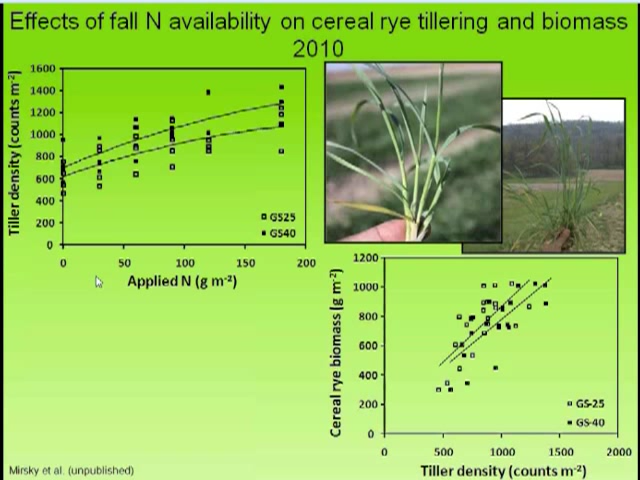 Effects of fall N availability on cereal rye tillering and biomass
2010
Tiller density (counts m-2)
1600
1400
1200
1000
800
600
400
200
0
GS25
GS40
0 50 100 150 200
Applied N (g m-2)
Cereal rye biomass (g m-2)
1200
1000
800
600
400
200
0
GS-25
GS-40
0 500 1000 1500 2000
Tiller density (counts m-2)
Mirsky et al. (unpublished)